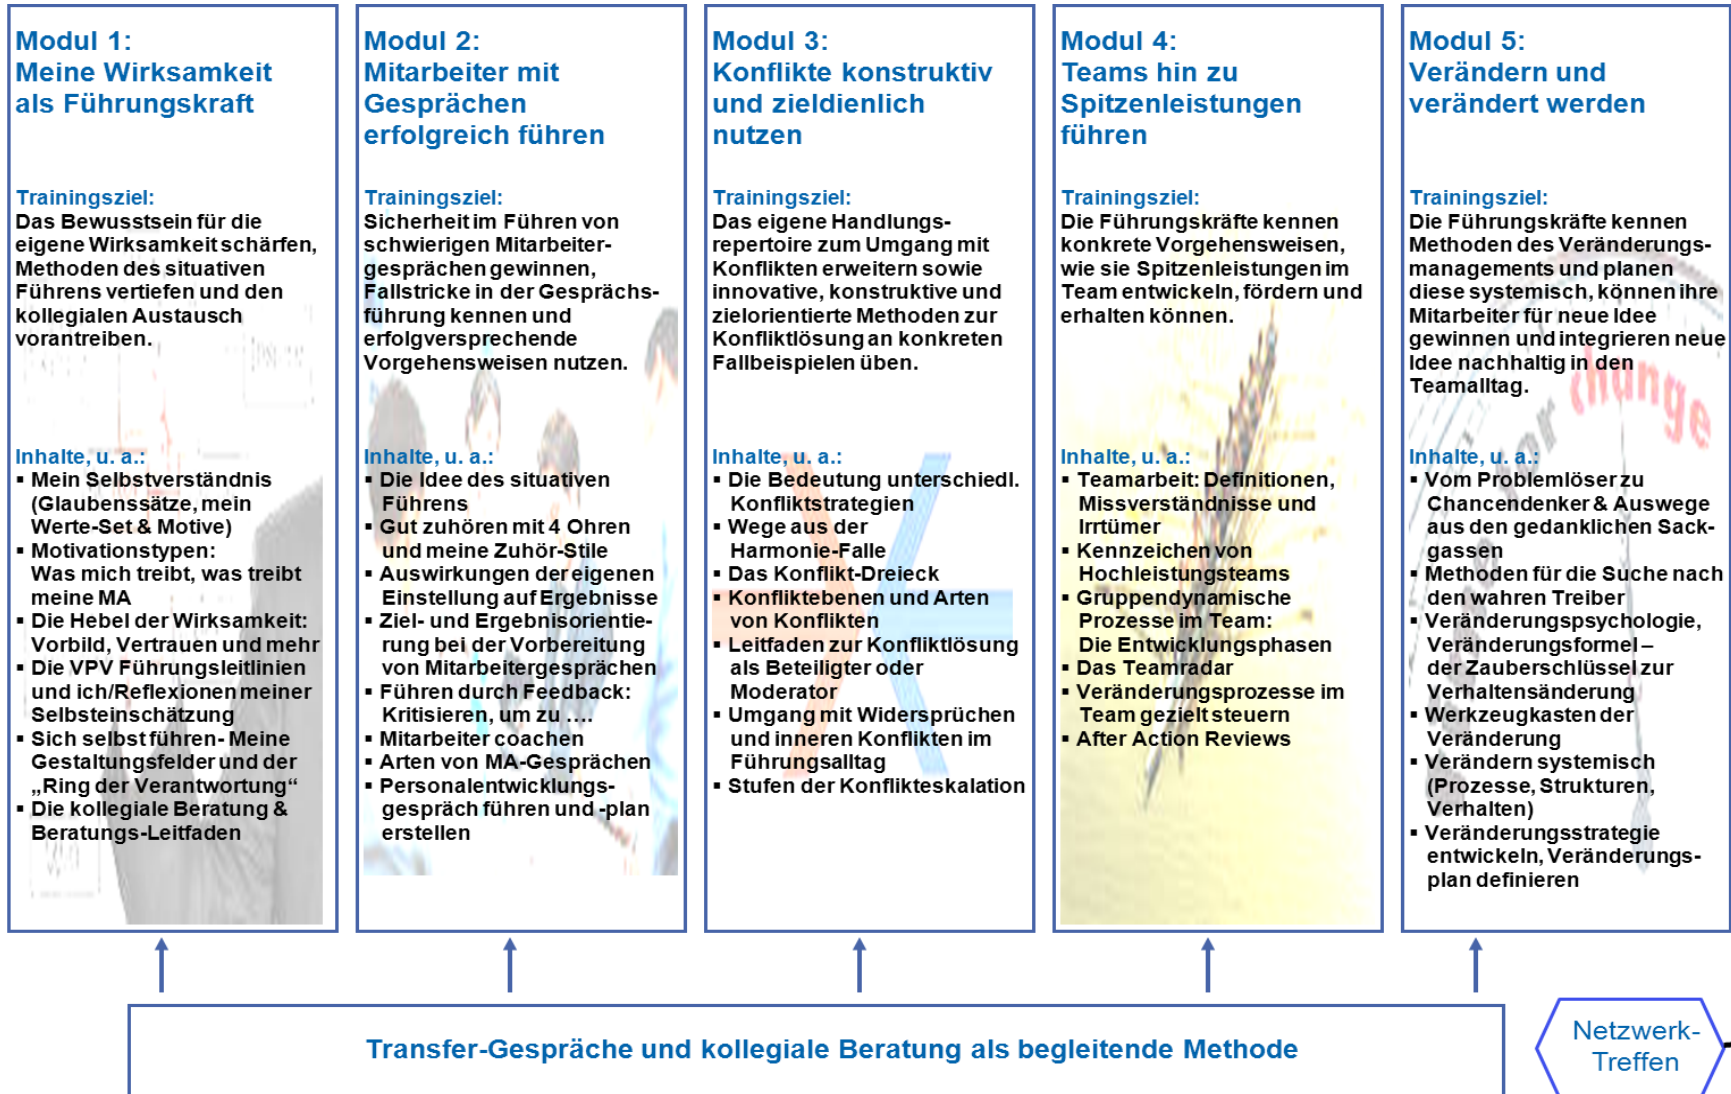 Modul 1:
Meine Wirksamkeit
als Führungskraft
Trainingsziel:
Das Bewusstsein für die
eigene Wirksamkeit schärfen,
Methoden des situativen
Führens vertiefen und den
kollegialen Austausch
vorantreiben.
Inhalte, u. a.:
▪ Mein Selbstverständnis
(Glaubenssätze, mein
Werte-Set & Motive)
▪ Motivationstypen:
Was mich treibt, was treibt
meine MA
▪ Die Hebel der Wirksamkeit:
Vorbild, Vertrauen und mehr
▪ Die VPV Führungsleitlinien
und ich/Reflexionen meiner
Selbsteinschätzung
▪ Sich selbst führen- Meine
Gestaltungsfelder und der
„Ring der Verantwortung“
▪ Die kollegiale Beratung &
Beratungs-Leitfaden
Modul 2:
Mitarbeiter mit
Gesprächen
erfolgreich führen
Trainingsziel:
Sicherheit im Führen von
schwierigen Mitarbeiter-
gesprächen gewinnen,
Fallstricke in der Gesprächs-
führung kennen und
erfolgversprechende
Vorgehensweisen nutzen.
Inhalte, u. a.:
▪ Die Idee des situativen
Führens
▪ Gut zuhören mit 4 Ohren
und meine Zuhör-Stile
▪ Auswirkungen der eigenen
Einstellung auf Ergebnisse
▪ Ziel- und Ergebnisorientie-
rung bei der Vorbereitung
von Mitarbeitergesprächen
▪ Führen durch Feedback:
Kritisieren, um zu ….
▪ Mitarbeiter coachen
▪ Arten von MA-Gesprächen
▪ Personalentwicklungs-
gespräch führen und -plan
erstellen
Modul 3:
Konflikte konstruktiv
und zieldienlich
nutzen
Trainingsziel:
Das eigene Handlungs-
repertoire zum Umgang mit
Konflikten erweitern sowie
innovative, konstruktive und
zielorientierte Methoden zur
Konfliktlösung an konkreten
Fallbeispielen üben.
Inhalte, u. a.:
▪ Die Bedeutung unterschiedl.
Konfliktstrategien
▪ Wege aus der
Harmonie-Falle
▪ Das Konflikt-Dreieck
▪ Konfliktebenen und Arten
von Konflikten
▪ Leitfaden zur Konfliktlösung
als Beteiligter oder
Moderator
▪ Umgang mit Widersprüchen
und inneren Konflikten im
Führungsalltag
▪ Stufen der Konflikteskalation
Modul 4:
Teams hin zu
Spitzenleistungen
führen
Trainingsziel:
Die Führungskräfte kennen
konkrete Vorgehensweisen,
wie sie Spitzenleistungen im
Team entwickeln, fördern und
erhalten können.
Inhalte, u. a.:
▪ Teamarbeit: Definitionen,
Missverständnisse und
Irrtümer
▪ Kennzeichen von
Hochleistungsteams
▪ Gruppendynamische
Prozesse im Team:
Die Entwicklungsphasen
▪ Das Teamradar
▪ Veränderungsprozesse im
Team gezielt steuern
▪ After Action Reviews
Modul 5:
Verändern und
verändert werden
Trainingsziel:
Die Führungskräfte kennen
Methoden des Veränderungs-
managements und planen
diese systemisch, können ihre
Mitarbeiter für neue Idee
gewinnen und integrieren neue
Idee nachhaltig in den
Teamalltag.
for change
Inhalte, u. a.:
▪ Vom Problemlöser zu
Chancendenker & Auswege
aus den gedanklichen Sack-
gassen
▪ Methoden für die Suche nach
den wahren Treiber
▪ Veränderungspsychologie,
Veränderungsformel –
der Zauberschlüssel zur
Verhaltensänderung
▪ Werkzeugkasten der
Veränderung
▪ Verändern systemisch
(Prozesse, Strukturen,
Verhalten)
▪ Veränderungsstrategie
entwickeln, Veränderungs-
plan definieren
Transfer-Gespräche und kollegiale Beratung als begleitende Methode
Netzwerk-
Treffen